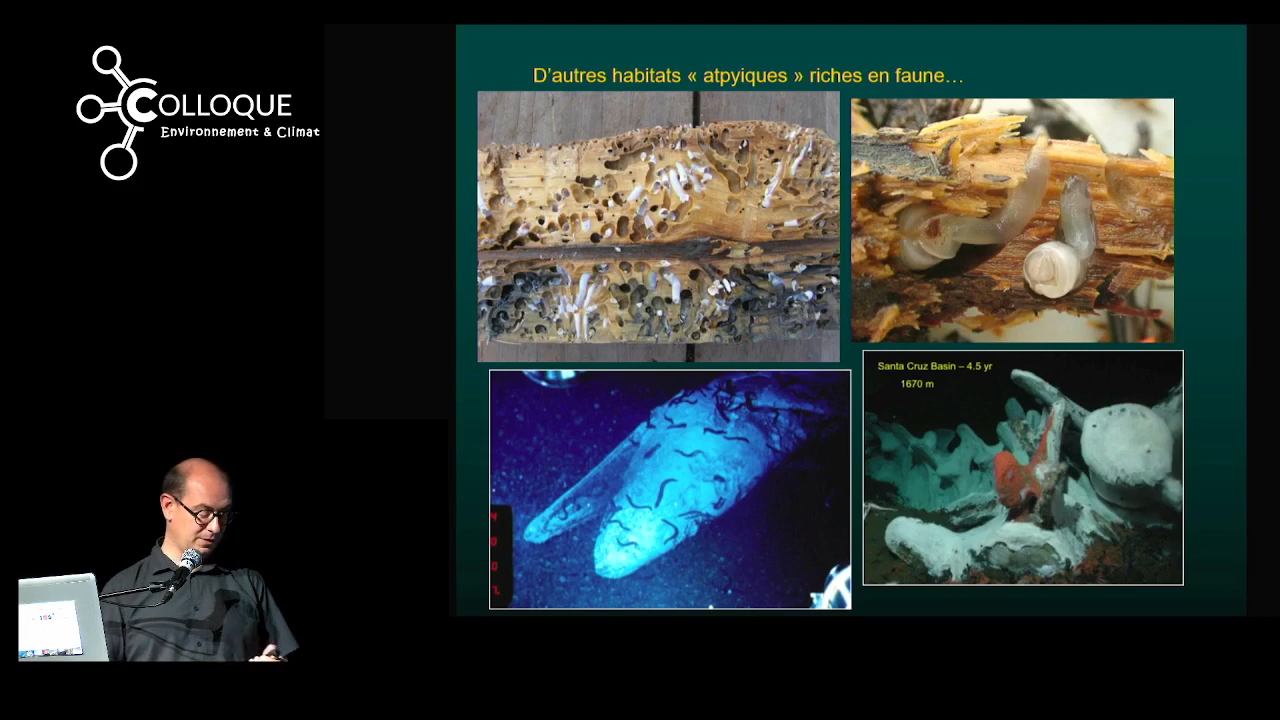 COLLOQUE
Environnement & Climat
D'autres habitats « atpyiques » riches en faune…
Santa Cruz Basin – 4.5 yr
1670 m